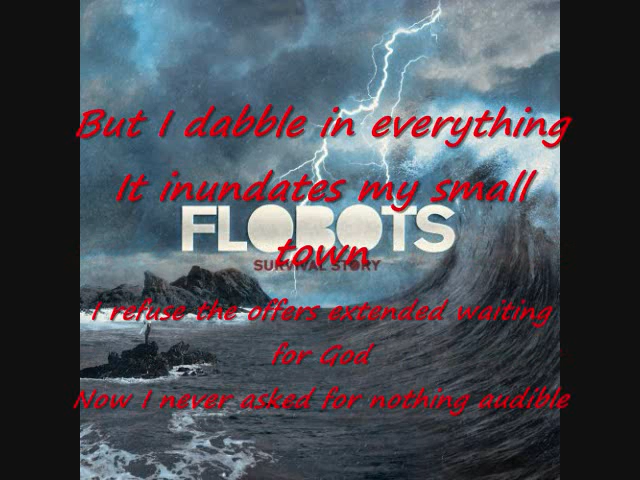 But I dabble in everything
It inundates my small
FLOBOTS
town
SURVIVAL STORY
I refuse the offers extended waiting
for God
Now I never asked for nothing audible